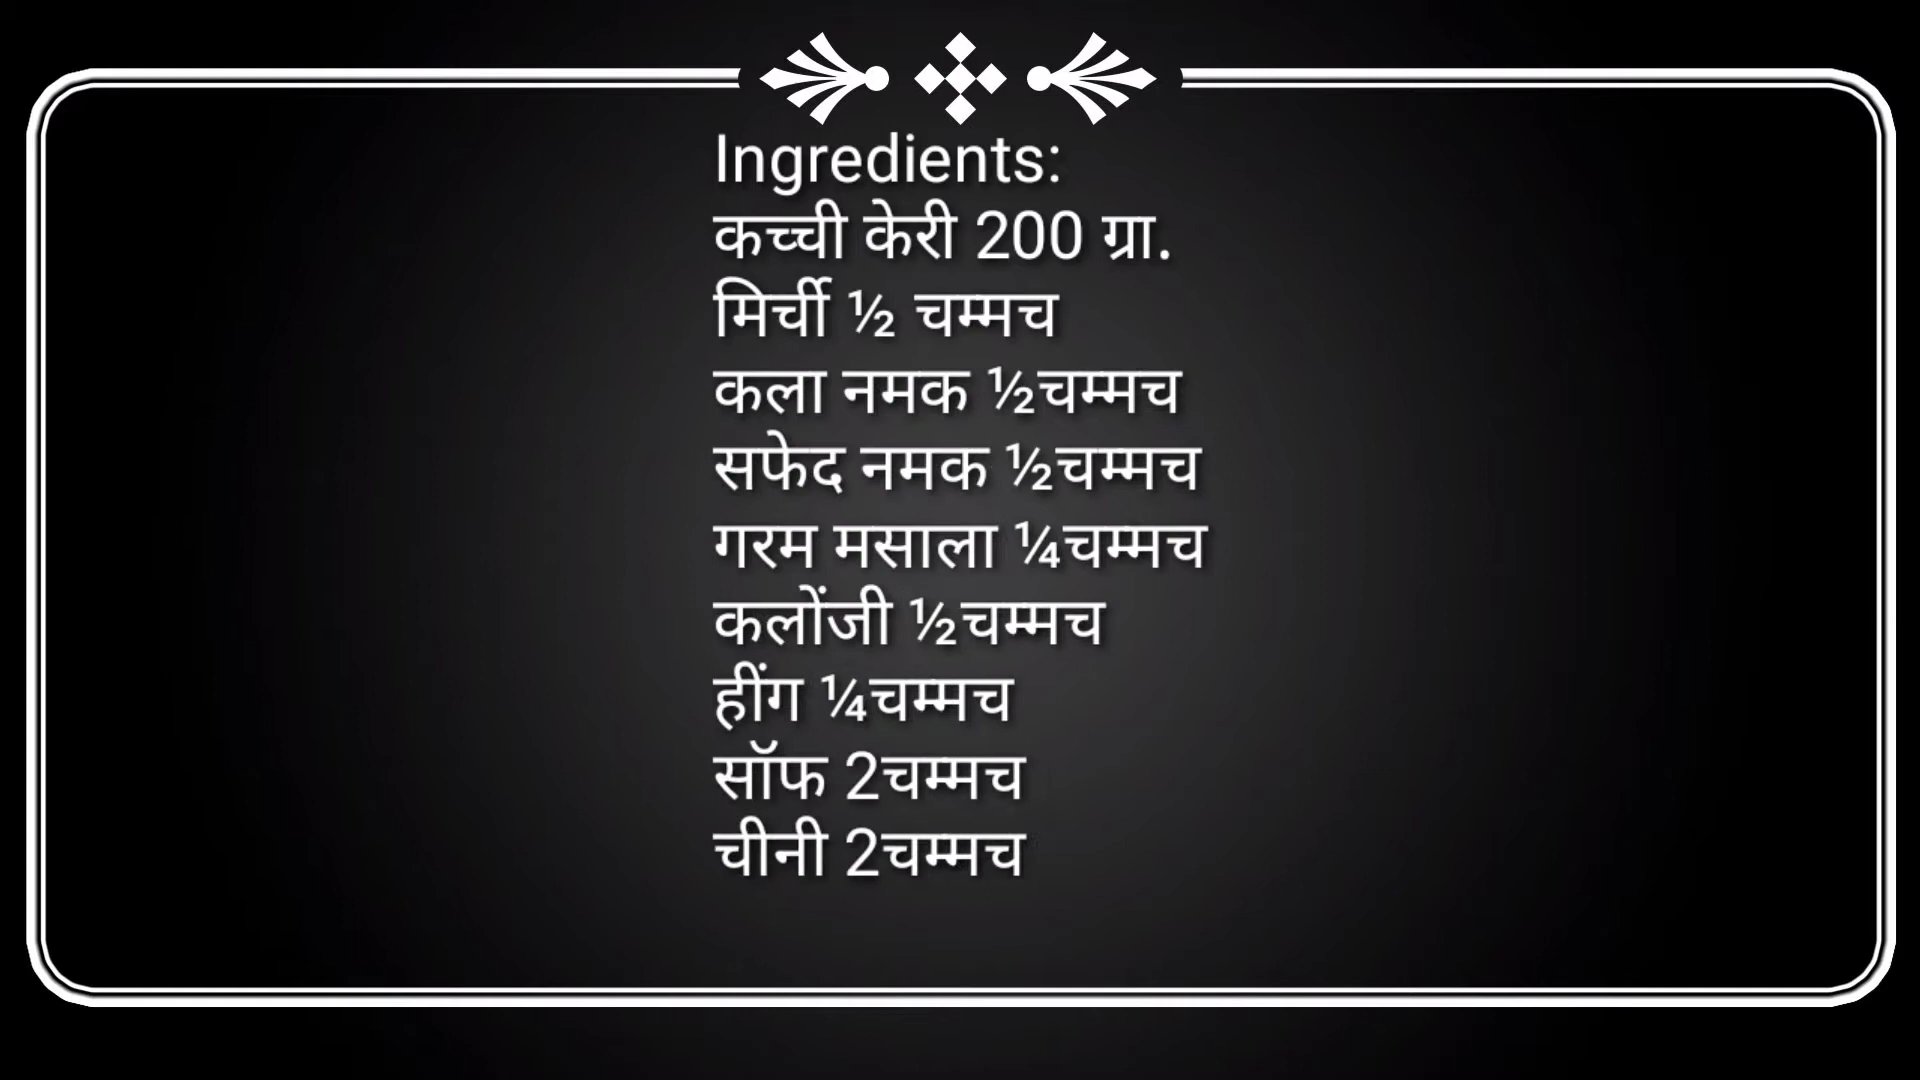 Ingredients:
कच्ची केरी 200 ग्रा.
मिर्ची ½ चम्मच
कला नमक ½चम्मच
सफेद नमक ½चम्मच
गरम मसाला ¼चम्मच
कलोंजी ½चम्मच
हींग ¼चम्मच
सॉफ 2चम्मच
चीनी 2चम्मच